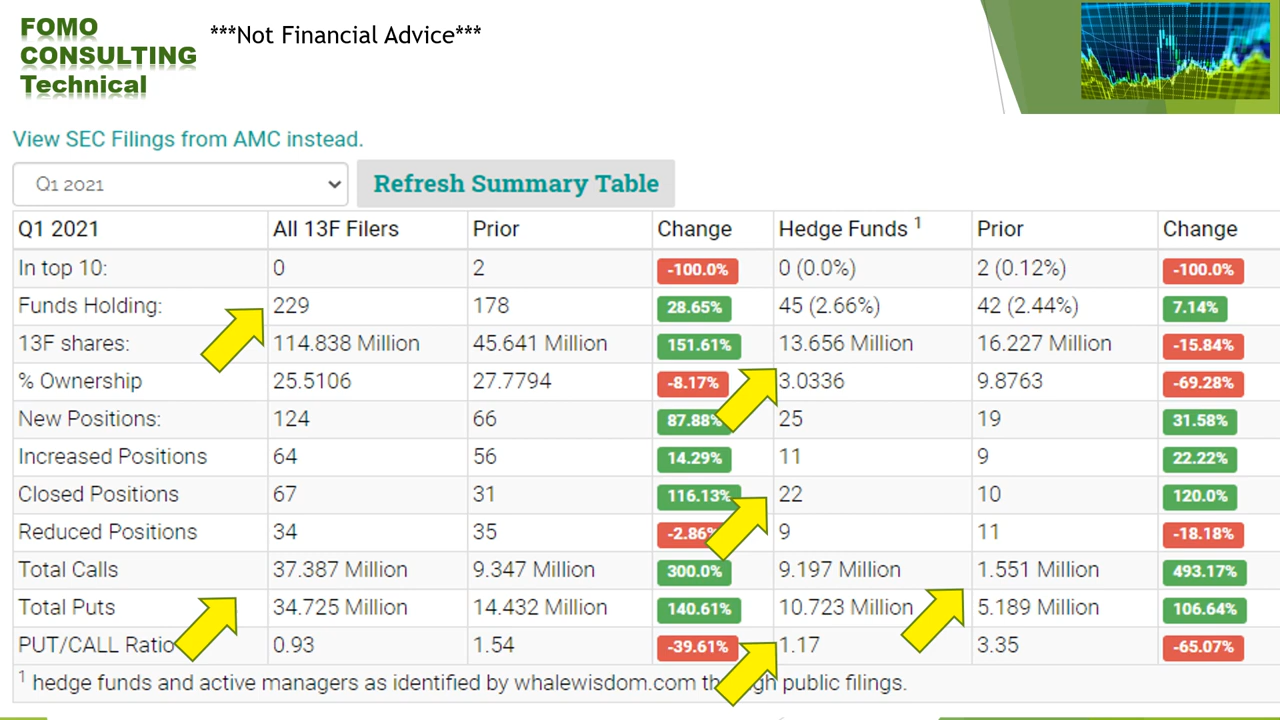 FOMO
CONSULTING
Technical
***Not Financial Advice***
View SEC Filings from AMC instead.
Q1 2021
Refresh Summary Table
Q1 2021 All 13F Filers Prior Change Hedge Funds 1 Prior Change
In top 10: 0 2 -100.0% 0 (0.0%) 2 (0.12%) -100.0%
Funds Holding: 229 178 28.65% 45 (2.66%) 42 (2.44%) 7.14%
13F shares: 114.838 Million 45.641 Million 151.61% 13.656 Million 16.227 Million -15.84%
% Ownership 25.5106 27.7794 -8.17% 3.0336 9.8763 -69.28%
New Positions: 124 66 87.88% 25 19 31.58%
Increased Positions 64 56 14.29% 11 9 22.22%
Closed Positions 67 31 116.13% 22 10 120.0%
Reduced Positions 34 35 -2.86% 9 11 -18.18%
Total Calls 37.387 Million 9.347 Million 300.0% 9.197 Million 1.551 Million 493.17%
Total Puts 34.725 Million 14.432 Million 140.61% 10.723 Million 5.189 Million 106.64%
PUT/CALL Ratio 0.93 1.54 -39.61% 1.17 3.35 -65.07%
1 hedge funds and active managers as identified by whalewisdom.com public filings.